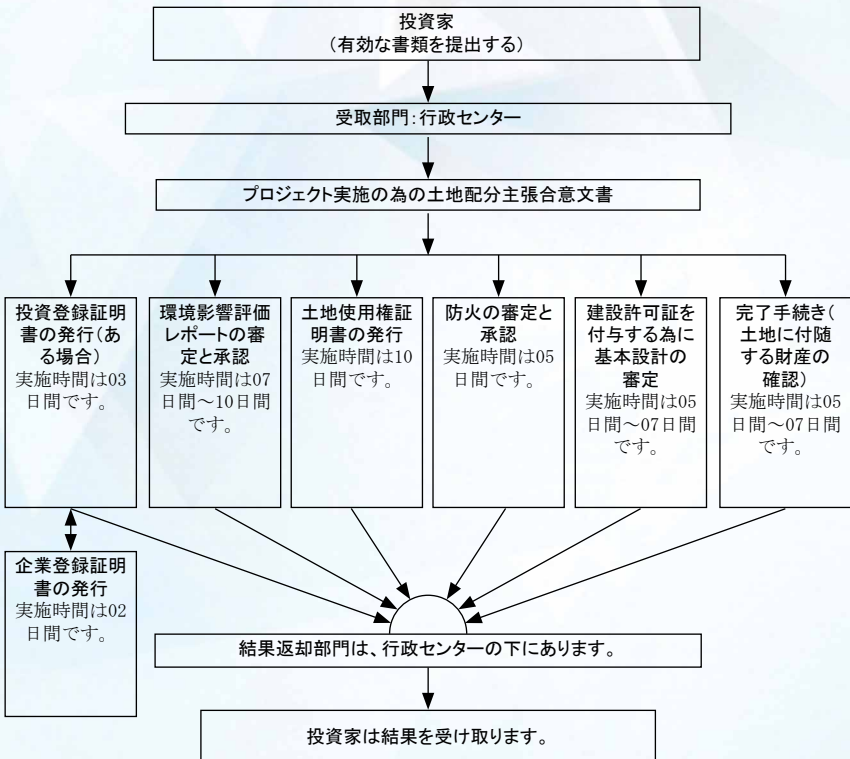 投資家
(有効な書類を提出する)
受取部門:行政センター
プロジェクト実施の為の土地配分主張合意文書
投資登録証明
書の発行(あ
る場合)
実施時間は03
日間です。
環境影響評価
レポートの審
定と承認
実施時間は07
日間～10日間
です。
土地使用権証
明書の発行
実施時間は10
日間です。
防火の審定と
承認
実施時間は05
日間です。
建設許可証を
付与する為に
基本設計の
審定
実施時間は05
日間～07日間
です。
完了手続き(
土地に付随
する財産の
確認)
実施時間は05
日間～07日間
です。
企業登録証明
書の発行
実施時間は02
日間です。
結果返却部門は、行政センターの下にあります。
投資家は結果を受け取ります。